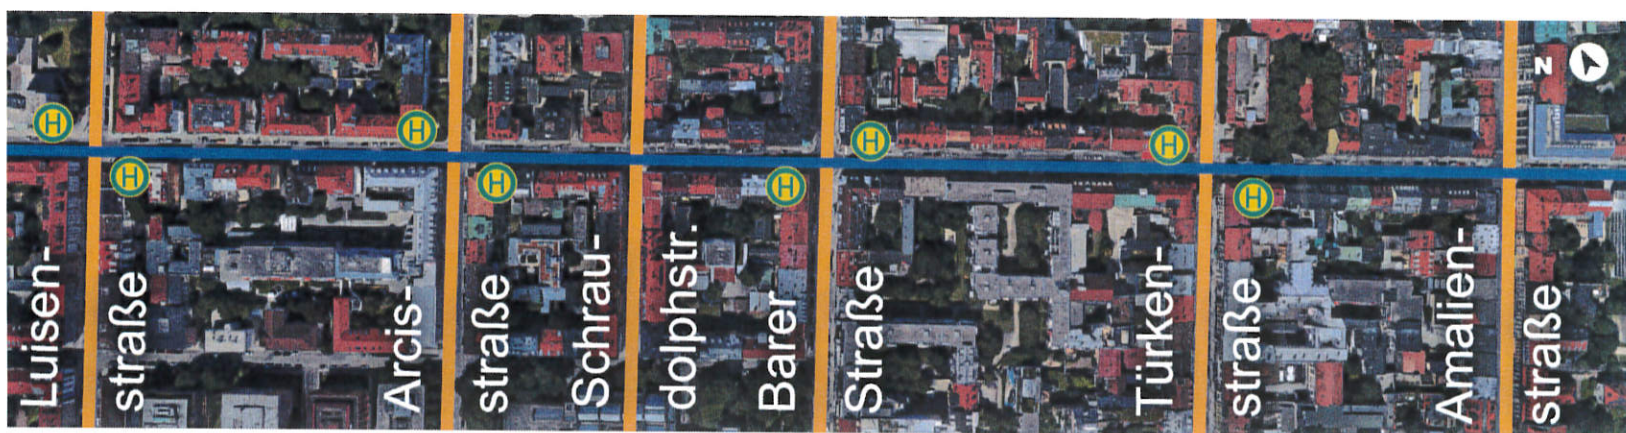 Luisen-
straße
Arcis-
straße
Schrau-
dolphstr.
Barer
Straße
Türken-
straße
Amalien-
straße
H
H
H
H
H
H
H
H
N